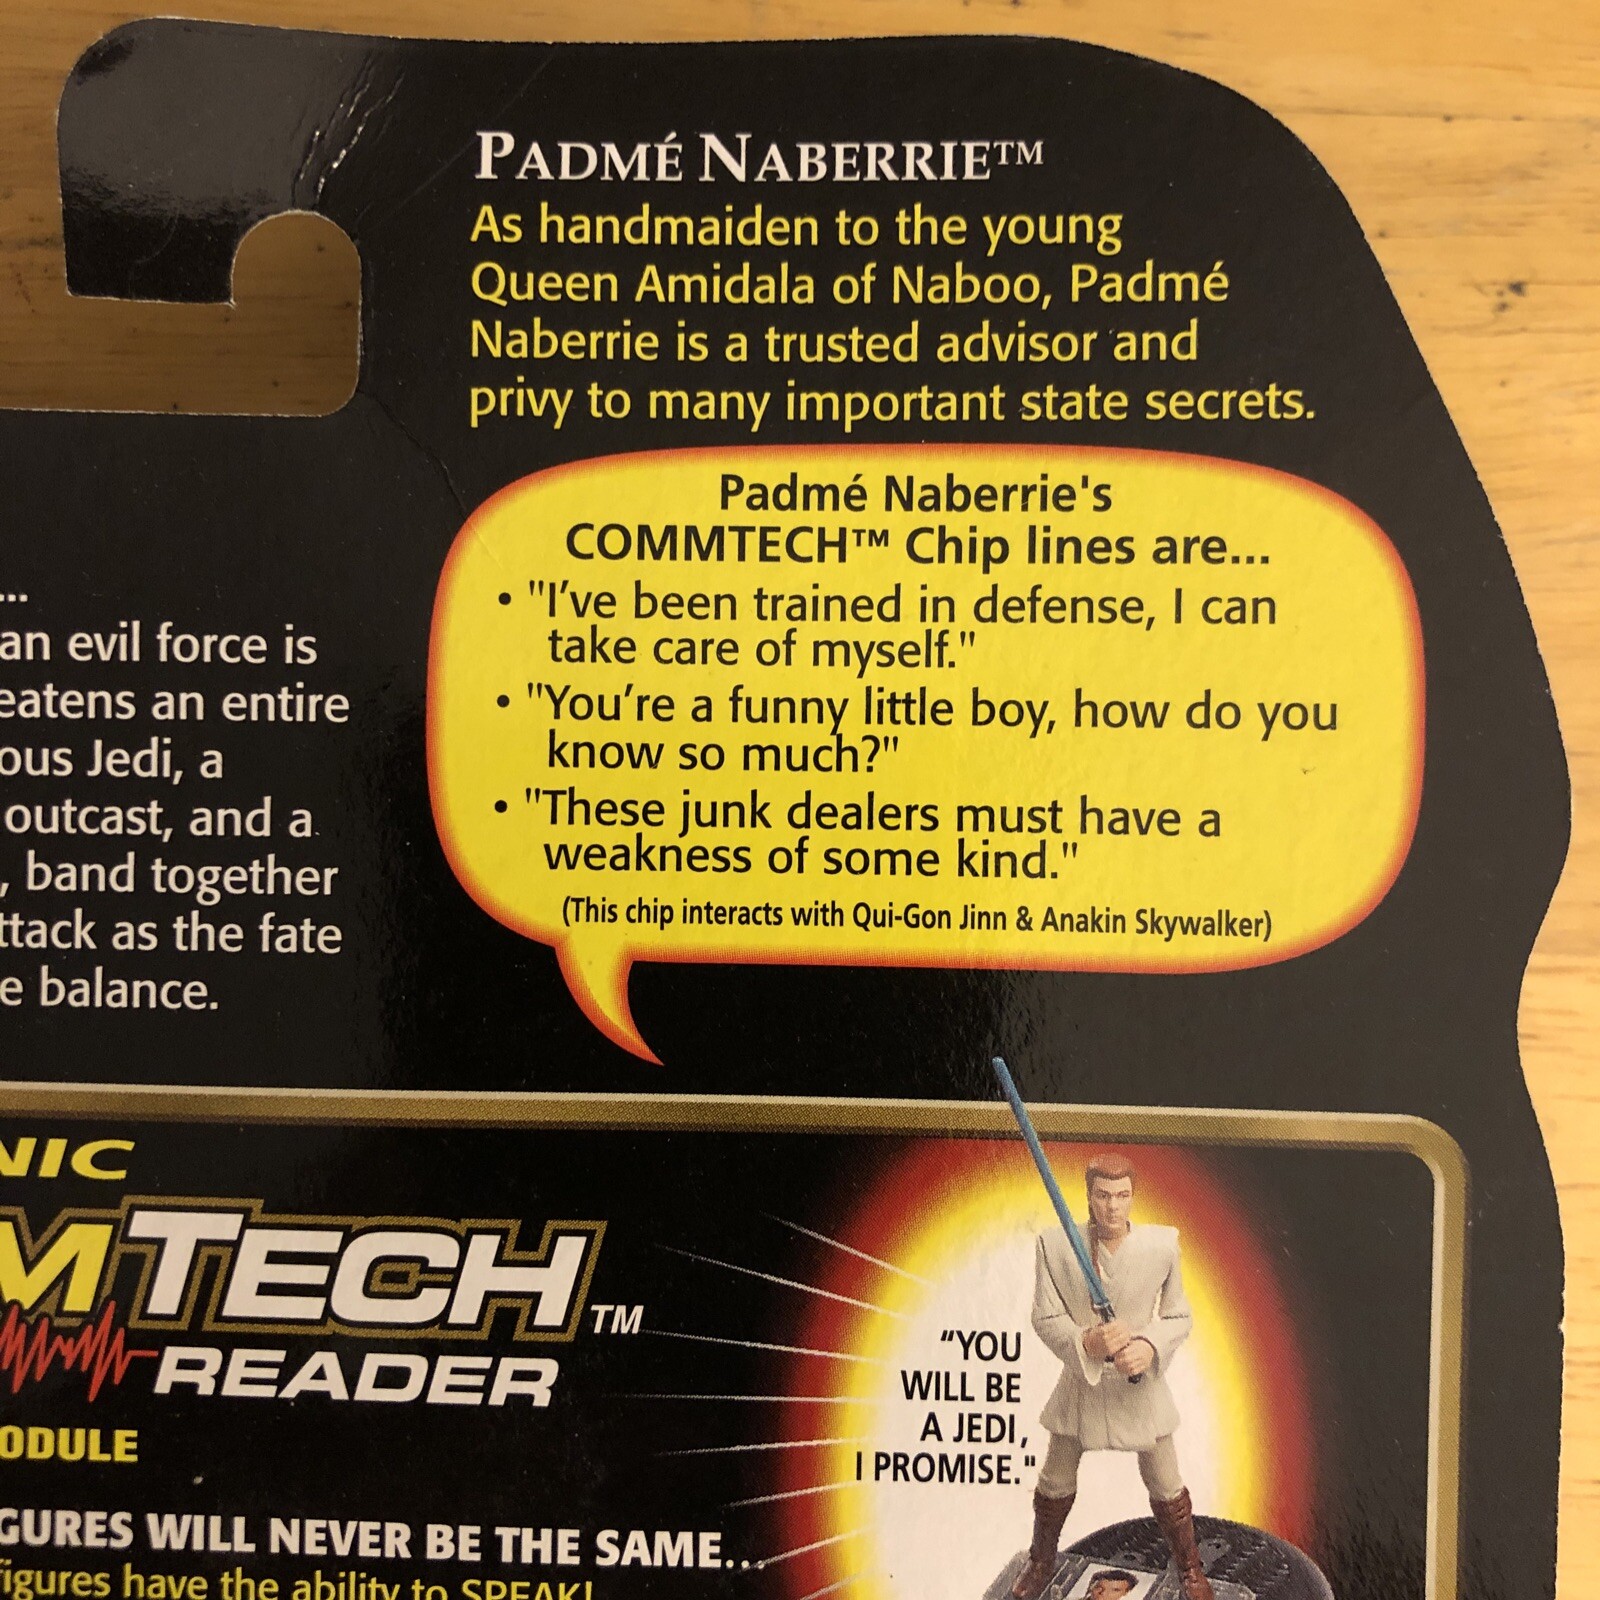 PADMÉ NABERRIE™
As handmaiden to the young
Queen Amidala of Naboo, Padmé
Naberrie is a trusted advisor and
privy to many important state secrets.
Padmé Naberrie's
COMMTECH™ Chip lines are...
• "I've been trained in defense, I can
take care of myself."
• "You're a funny little boy, how do you
know so much?"
• "These junk dealers must have a
weakness of some kind."
(This chip interacts with Qui-Gon Jinn & Anakin Skywalker)
...
an evil force is
eatens an entire
ous Jedi, a
outcast, and a
, band together
ttack as the fate
e balance.
NIC
MTECH™
READER
ODULE
GURES WILL NEVER BE THE SAME...
figures have the ability to SPEAK!
"YOU
WILL BE
A JEDI,
I PROMISE."